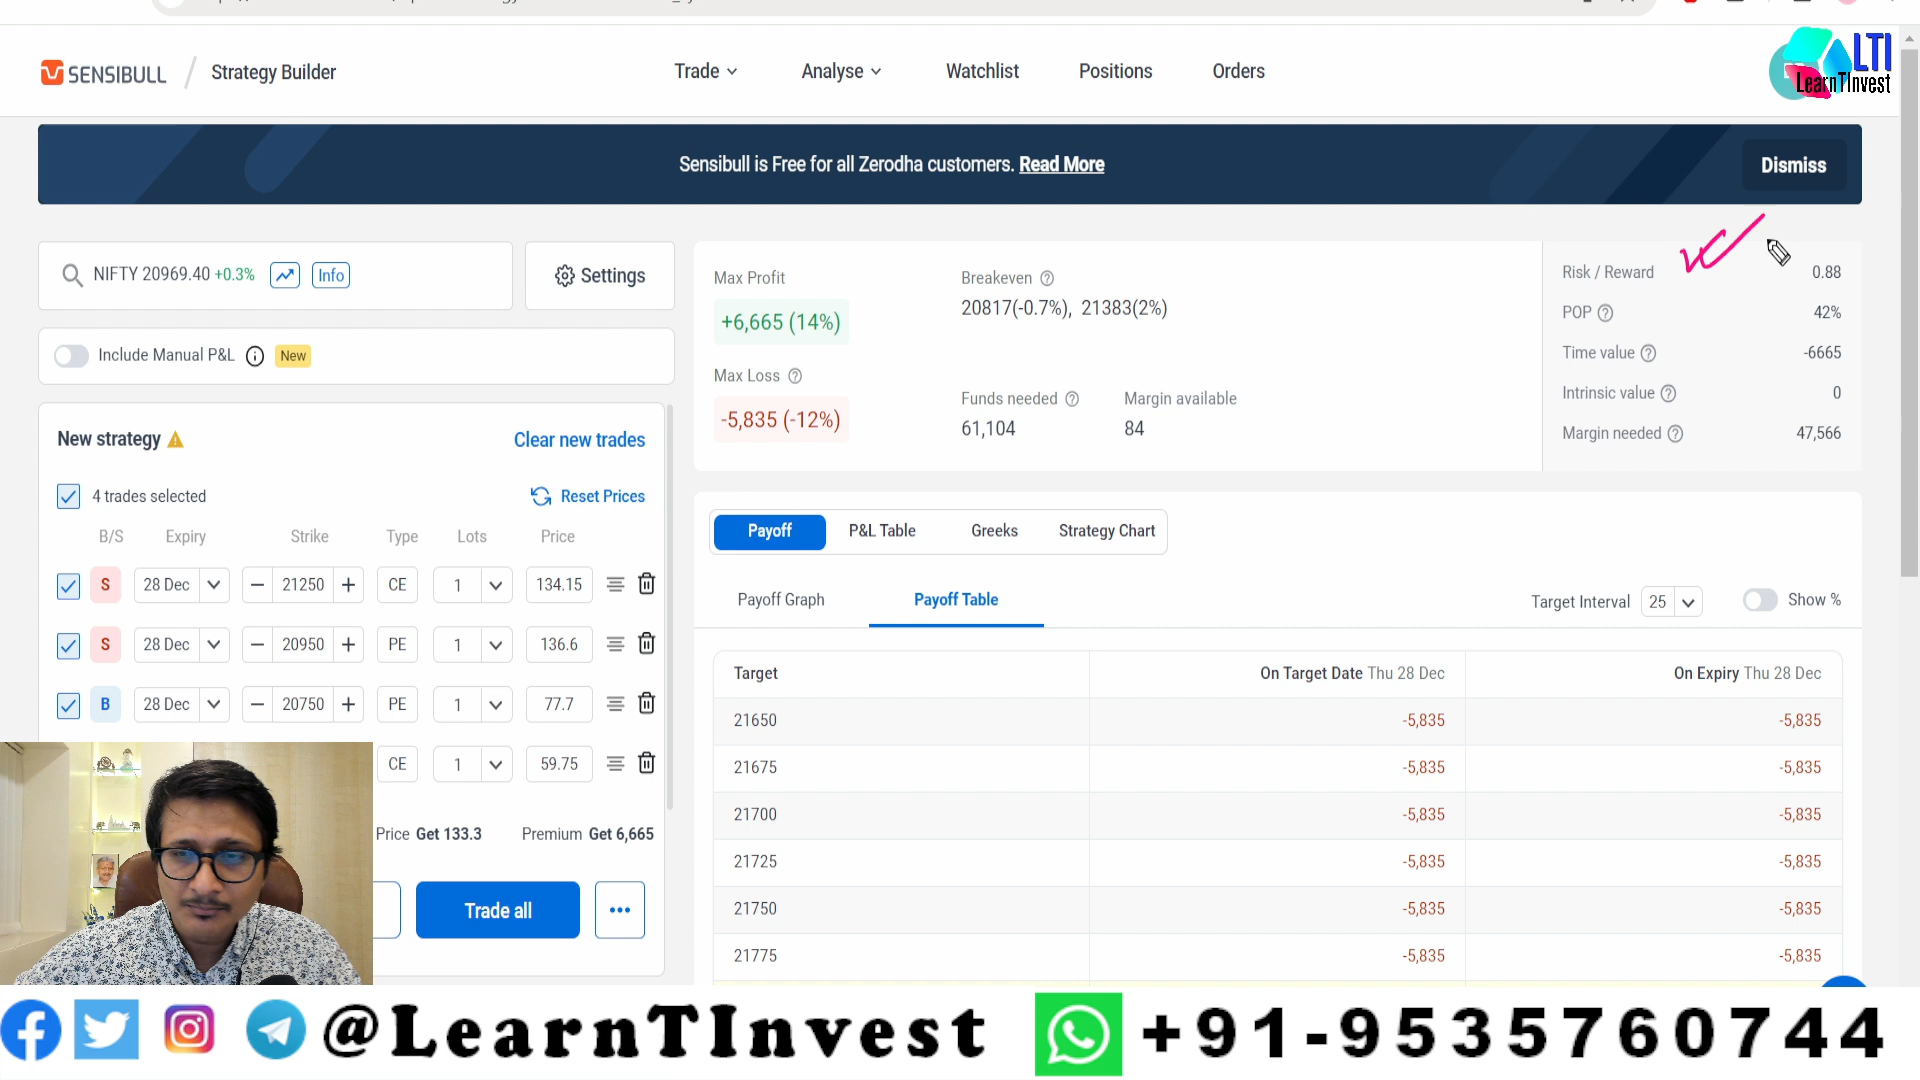 SENSIBULL / Strategy Builder
Trade
Analyse
Watchlist
Positions
Orders
LTI
LearnTInvest
Sensibull is Free for all Zerodha customers. Read More
Dismiss
NIFTY 20969.40 +0.3%
Info
Settings
Include Manual P&L
New
Max Profit
+6,665 (14%)
Max Loss
-5,835 (-12%)
Breakeven
20817(-0.7%), 21383(2%)
Funds needed
61,104
Margin available
84
Risk / Reward 0.88
POP 42%
Time value -6665
Intrinsic value 0
Margin needed 47,566
New strategy
Clear new trades
4 trades selected
Reset Prices
B/S Expiry Strike Type Lots Price
S 28 Dec − 21250 + CE 1 134.15
S 28 Dec − 20950 + PE 1 136.6
B 28 Dec − 20750 + PE 1 77.7
CE 1 59.75
Price Get 133.3 Premium Get 6,665
Trade all
Payoff
P&L Table
Greeks
Strategy Chart
Payoff Graph
Payoff Table
Target Interval 25
Show %
Target On Target Date Thu 28 Dec On Expiry Thu 28 Dec
21650 -5,835 -5,835
21675 -5,835 -5,835
21700 -5,835 -5,835
21725 -5,835 -5,835
21750 -5,835 -5,835
21775 -5,835 -5,835
@LearnTInvest
+91-9535760744